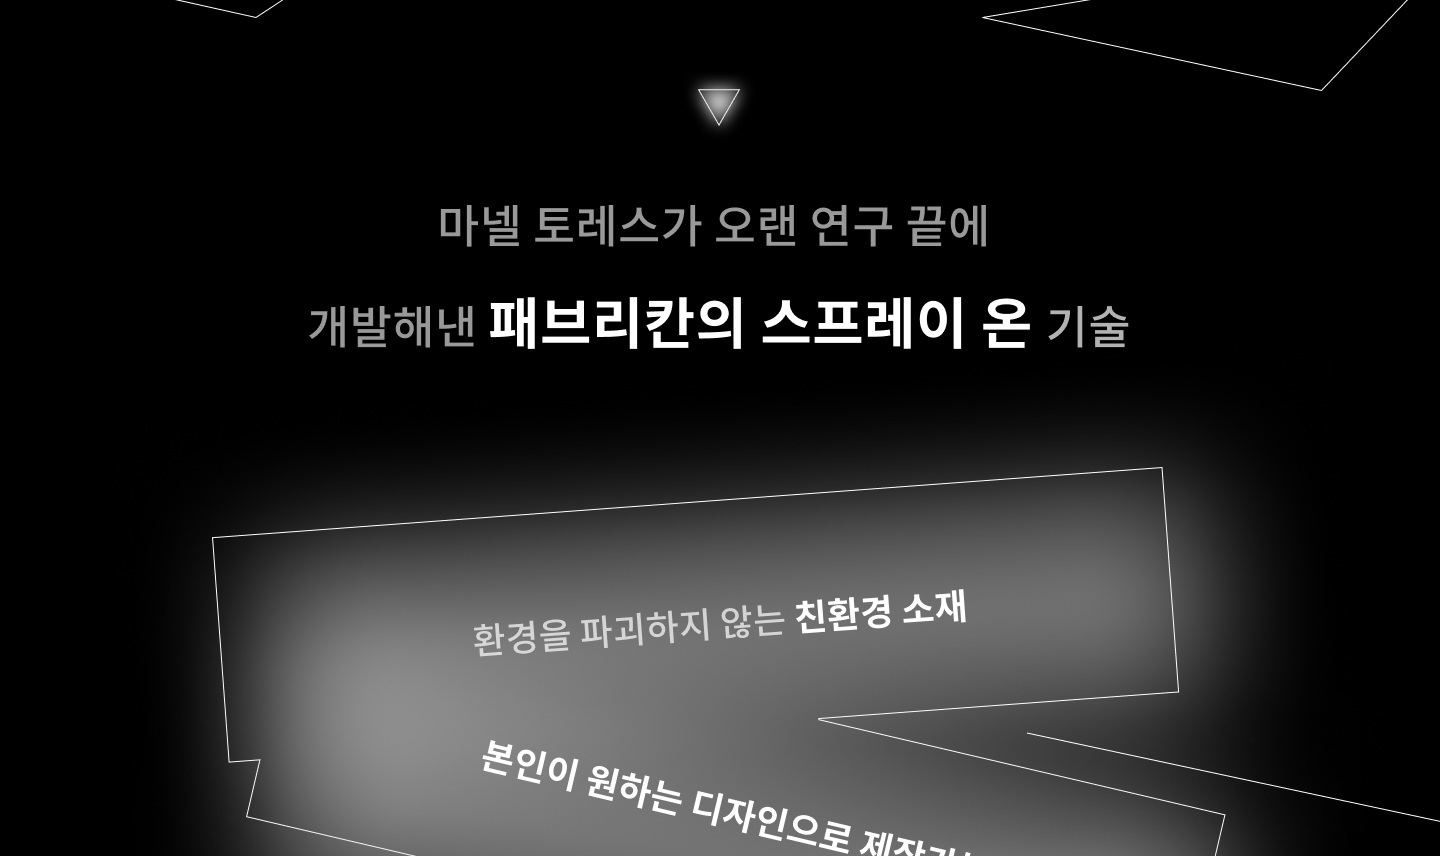 마넬 토레스가 오랜 연구 끝에
개발해낸 패브리칸의 스프레이 온 기술
환경을 파괴하지 않는 친환경 소재
본인이 원하는 디자인으로